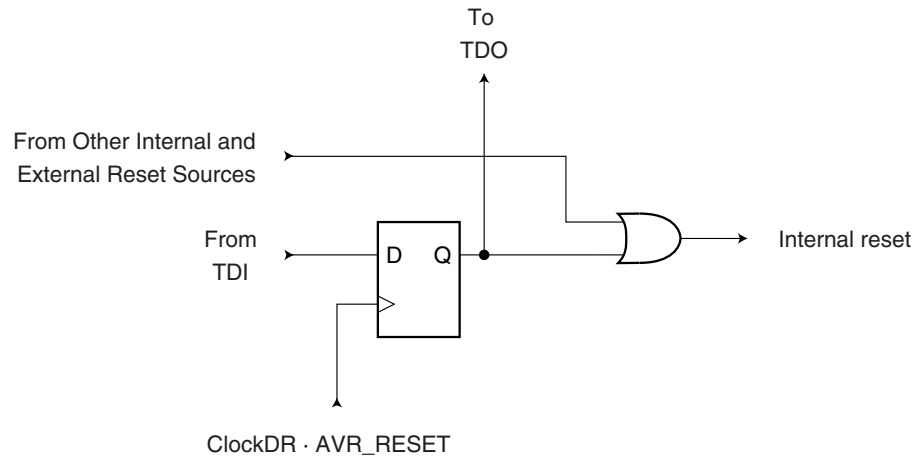 To
TDO
From Other Internal and
External Reset Sources
From
TDI
D
Q
Internal reset
ClockDR · AVR_RESET